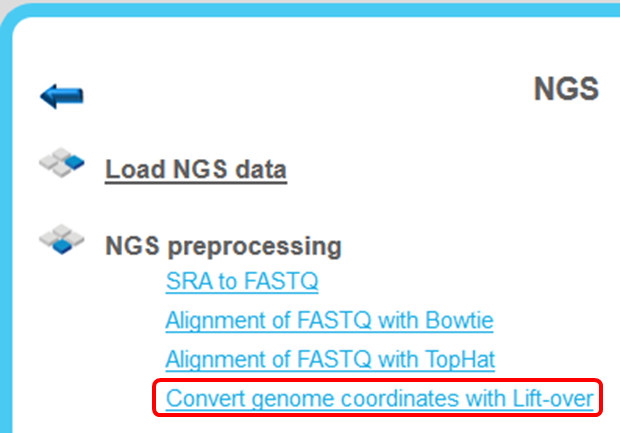 NGS
Load NGS data
NGS preprocessing
SRA to FASTQ
Alignment of FASTQ with Bowtie
Alignment of FASTQ with TopHat
Convert genome coordinates with Lift-over